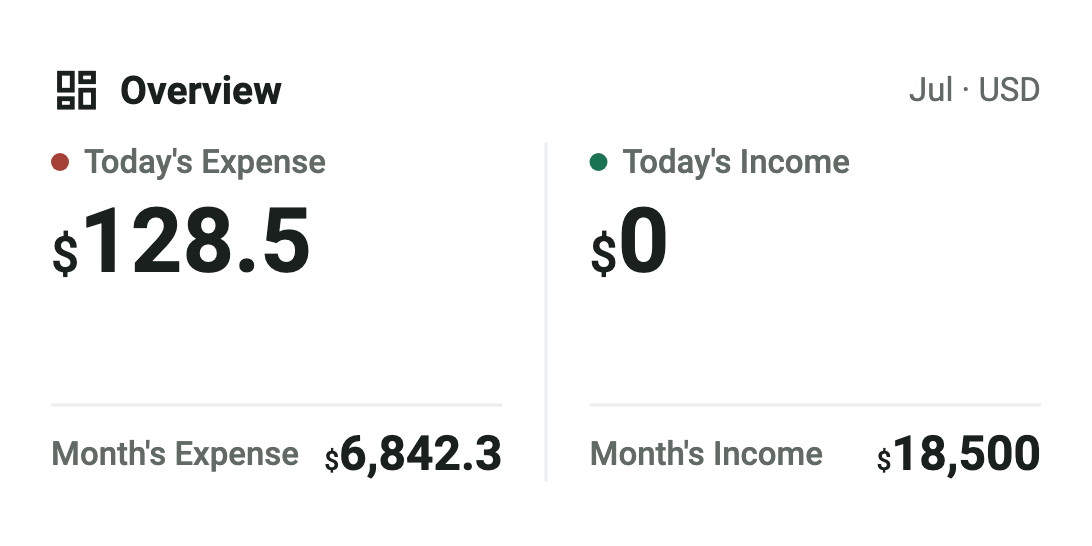 Overview
Jul · USD
Today's Expense
$128.5
Month's Expense $6,842.3
Today's Income
$0
Month's Income $18,500